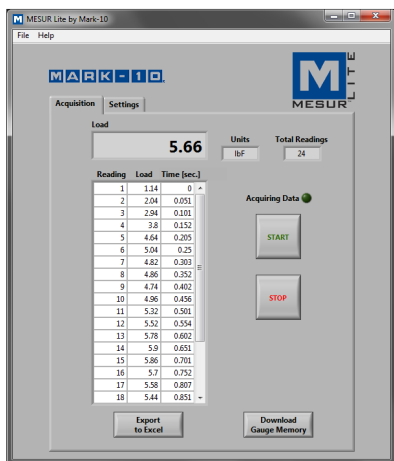 MESUR Lite by Mark-10
File Help
MARK-10.
M
MESUR
LITE
Acquisition Settings
Load
5.66
Units
lbF
Total Readings
24
Reading Load Time [sec.]
1 1.14 0
2 2.04 0.051
3 2.94 0.101
4 3.8 0.152
5 4.64 0.205
6 5.04 0.25
7 4.82 0.303
8 4.86 0.352
9 4.74 0.402
10 4.96 0.456
11 5.32 0.501
12 5.52 0.554
13 5.78 0.602
14 5.9 0.651
15 5.86 0.701
16 5.7 0.752
17 5.58 0.807
18 5.44 0.851
Acquiring Data
START
STOP
Export
to Excel
Download
Gauge Memory